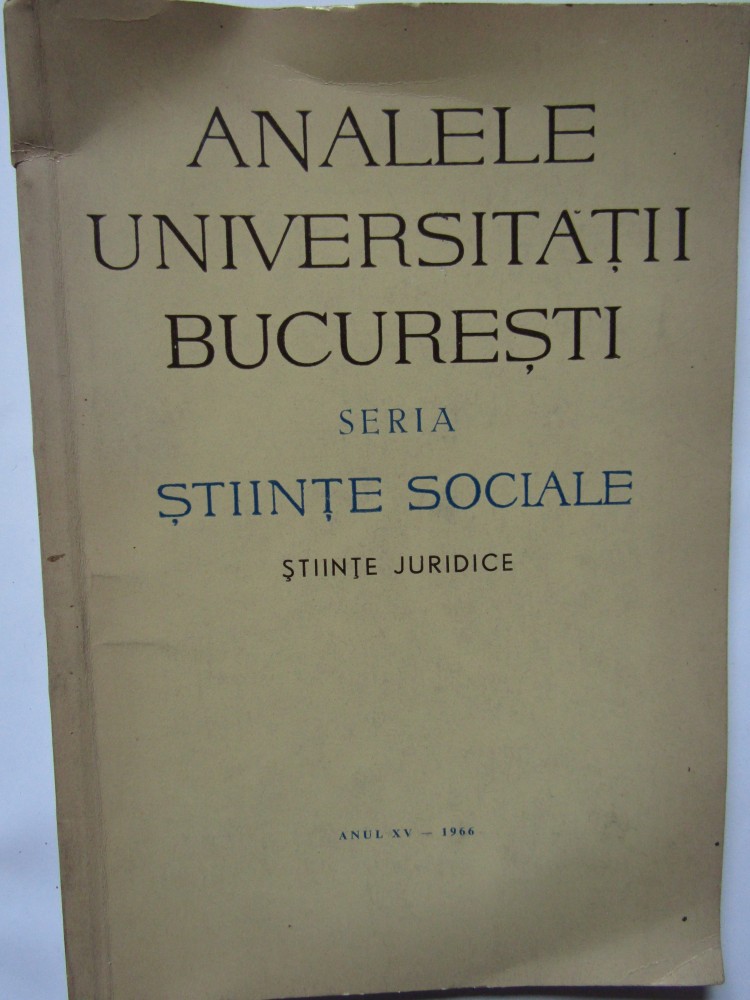 ANALELE
UNIVERSITĂȚII
BUCUREȘTI
SERIA
ȘTIINȚE SOCIALE
ŞTIINŢE JURIDICE
ANUL XV — 1966